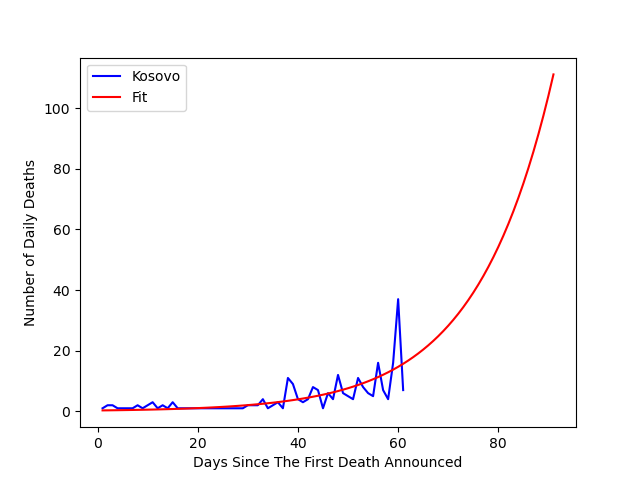 Kosovo
Fit
Number of Daily Deaths
100
80
60
40
20
0
0 20 40 60 80
Days Since The First Death Announced